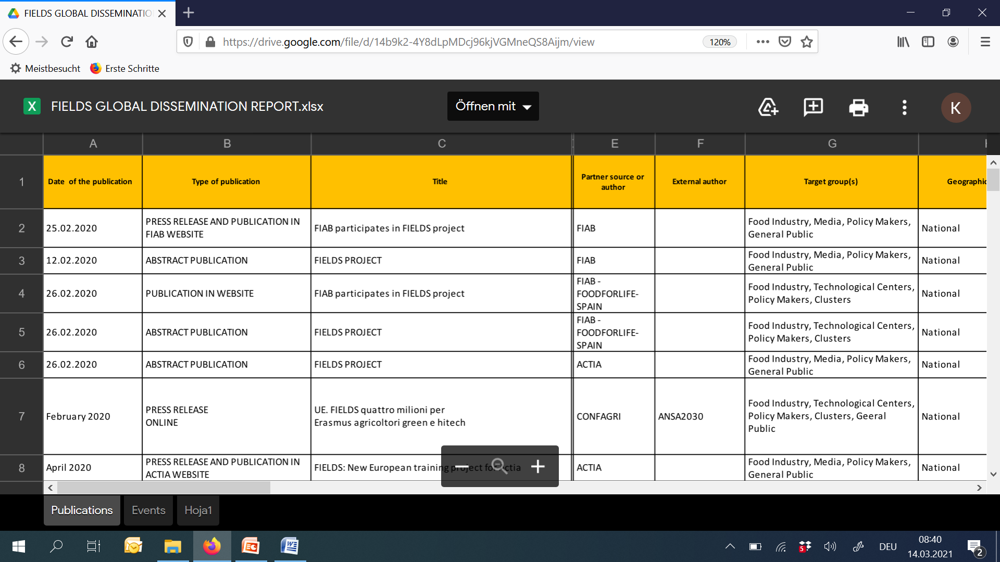 FIELDS GLOBAL DISSEMINATIO
https://drive.google.com/file/d/14b9k2-4Y8dLpMDcj96kjVGMneQS8Aijm/view
120%
Meistbesucht
Erste Schritte
X
FIELDS GLOBAL DISSEMINATION REPORT.xlsx
Öffnen mit
K
A B C E F G
1
Date of the publication
Type of publication
Title
Partner source or
author
External author
Target group(s)
Geographic
2
25.02.2020
PRESS RELEASE AND PUBLICATION IN
FIAB WEBSITE
FIAB participates in FIELDS project
FIAB
Food Industry, Media, Policy Makers,
General Public
National
3
12.02.2020
ABSTRACT PUBLICATION
FIELDS PROJECT
FIAB
Food Industry, Media, Policy Makers,
General Public
National
4
26.02.2020
PUBLICATION IN WEBSITE
FIAB participates in FIELDS project
FIAB -
FOODFORLIFE-
SPAIN
Food Industry, Technological Centers,
Policy Makers, Clusters
National
5
26.02.2020
ABSTRACT PUBLICATION
FIELDS PROJECT
FIAB -
FOODFORLIFE-
SPAIN
Food Industry, Technological Centers,
Policy Makers, Clusters
National
6
26.02.2020
ABSTRACT PUBLICATION
FIELDS PROJECT
ACTIA
Food Industry, Media, Policy Makers,
General Public
National
7
February 2020
PRESS RELEASE
ONLINE
UE. FIELDS quattro milioni per
Erasmus agricoltori green e hitech
CONFAGRI
ANSA2030
Food Industry, Technological Centers,
Policy Makers, Clusters, Geeral
Public
National
8
April 2020
PRESS RELEASE AND PUBLICATION IN
ACTIA WEBSITE
FIELDS: New European training project for Actia
ACTIA
Food Industry, Media, Policy Makers,
General Public
National
Publications
Events
Hoja1
5
DEU
08:40
14.03.2021
2